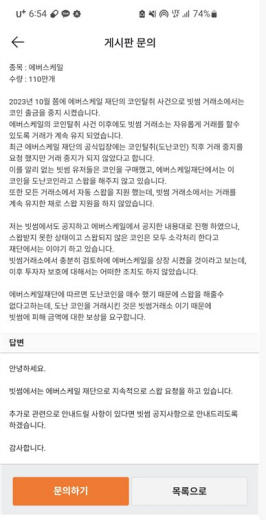 U⁺ 6:54
74%
게시판 문의
종목 : 에버스케일
수량 : 110만개
2023년 10월 쯤에 에버스케일 재단의 코인탈취 사건으로 빗썸 거래소에서는
코인 출금을 중지 시켰습니다.
에버스케일의 코인탈취 사건 이후에도 빗썸 거래소는 자유롭게 거래를 할수
있도록 거래가 계속 유지 되었습니다.
최근 에버스케일 재단의 공식입장에는 코인탈취(도난코인) 직후 거래 중지를
요청 했지만 거래 중지가 되지 않았다고 합니다.
이를 알리 없는 빗썸 유저들은 코인을 구매했고, 에버스케일재단에서는 이
코인을 도난코인라고 스왑을 해주지 않고 있습니다.
또한 모든 거래소에서 자동 스왑을 지원 했는데, 빗썸 거래소에서는 거래를
계속 유지한 채로 스왑 지원을 하지 않았습니다.
저는 빗썸에서도 공지하고 에버스케일에서 공지한 내용대로 진행 하였으나,
스왑받지 못한 상태이고 스왑되지 않은 코인은 모두 소각처리 한다고
재단에서는 이야기 하고 있습니다.
빗썸거래소에서 충분히 검토하에 에버스케일을 상장 시켰을 것이라고 보는데,
이후 투자자 보호에 대해서는 어떠한 조치도 하지 않았습니다.
에버스케일재단에 따르면 도난코인을 매수 했기 때문에 스왑을 해줄수
없다고하는데, 도난 코인을 거래시킨 것은 빗썸거래소 이기 때문에
빗썸에 피해 금액에 대한 보상을 요구합니다.
답변
안녕하세요.
빗썸에서는 에버스케일 재단으로 지속적으로 스왑 요청을 하고 있습니다.
추가로 관련으로 안내드릴 사항이 있다면 빗썸 공지사항으로 안내드리도록
하겠습니다.
감사합니다.
문의하기
목록으로